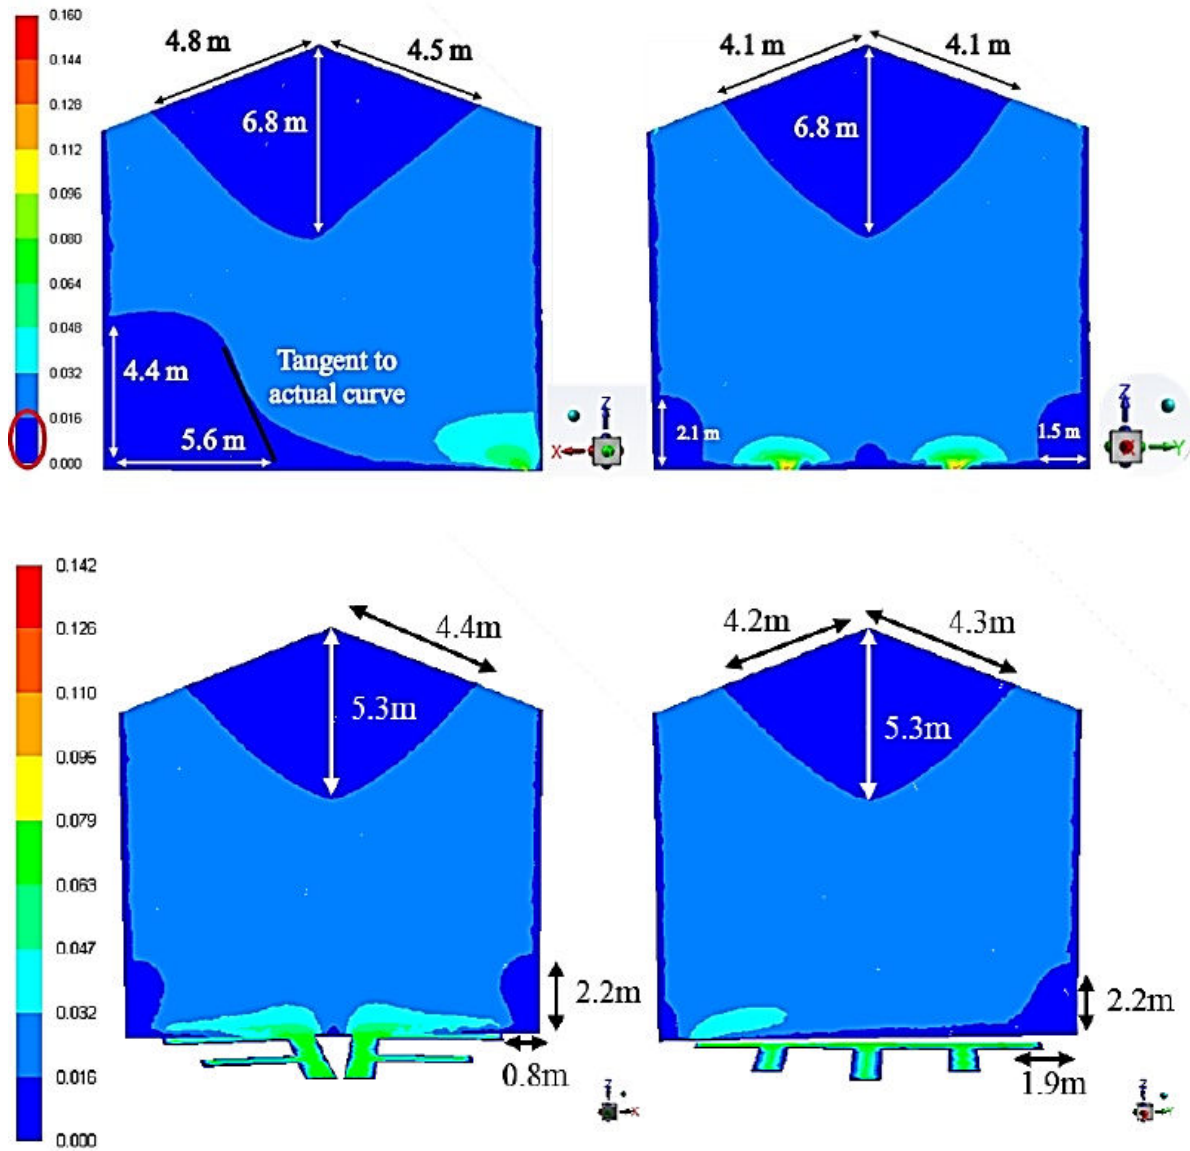 0.160
0.144
0.128
0.112
0.096
0.080
0.064
0.048
0.032
0.016
0.000
4.8 m
4.5 m
6.8 m
4.4 m
5.6 m
Tangent to
actual curve
Z
X
4.1 m
4.1 m
6.8 m
2.1 m
1.5 m
Z
Y
0.142
0.126
0.110
0.095
0.079
0.063
0.047
0.032
0.016
0.000
4.4m
5.3m
2.2m
0.8m
Z
X
4.2m
4.3m
5.3m
2.2m
1.9m
Z
Y